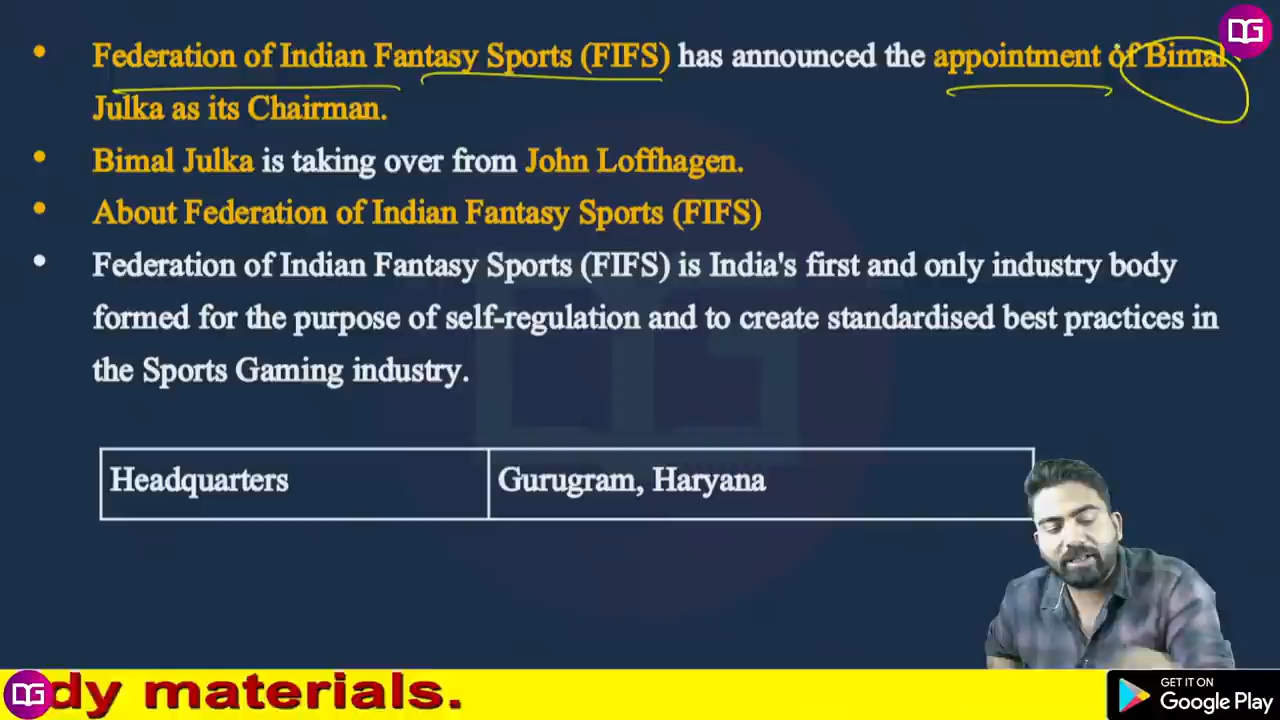 DG
Federation of Indian Fantasy Sports (FIFS) has announced the appointment of Bimal
Julka as its Chairman.
Bimal Julka is taking over from John Loffhagen.
About Federation of Indian Fantasy Sports (FIFS)
Federation of Indian Fantasy Sports (FIFS) is India's first and only industry body
formed for the purpose of self-regulation and to create standardised best practices in
the Sports Gaming industry.
Headquarters Gurugram, Haryana
DG dy materials.
GET IT ON
Google Play